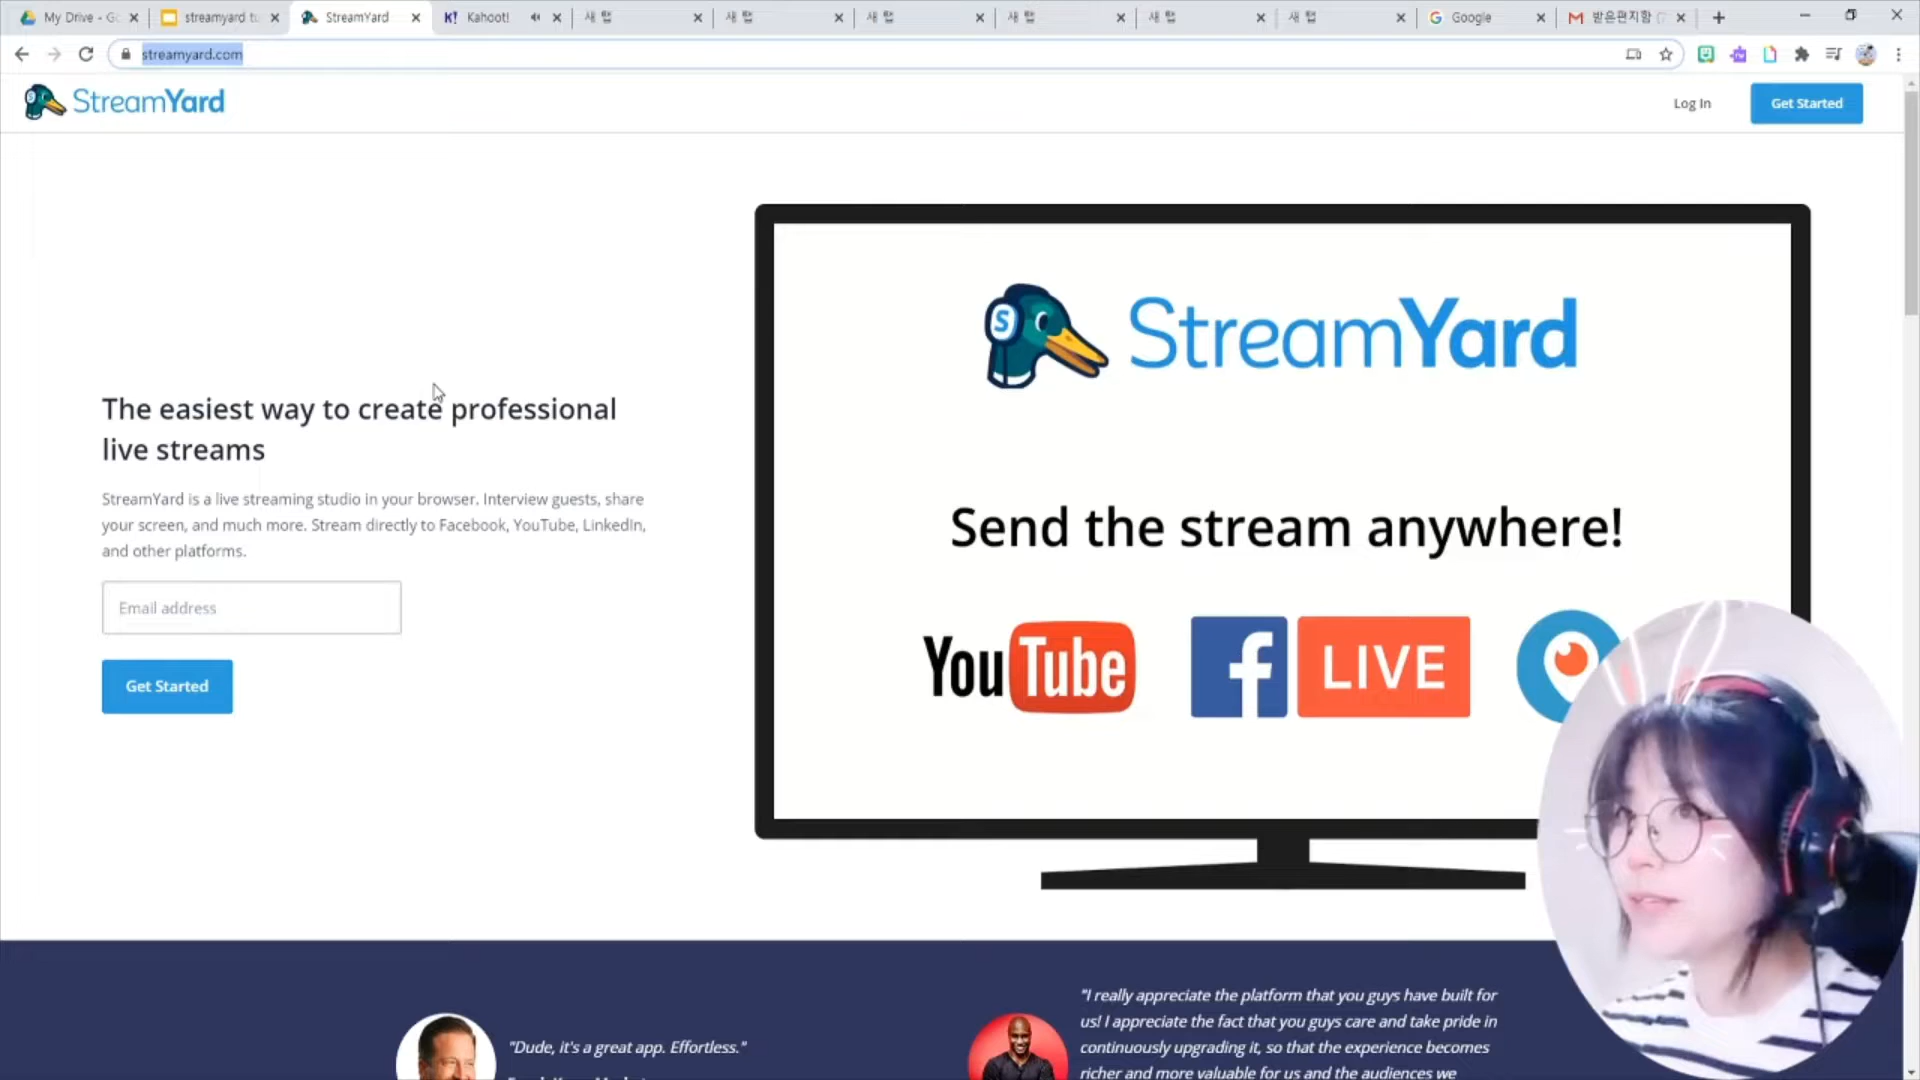 My Drive - G
streamyard t
StreamYard
Kahoot!
새 탭
새 탭
새 탭
새 탭
새 탭
새 탭
Google
받은편지함
streamyard.com
StreamYard
Log In
Get Started
The easiest way to create professional
live streams
StreamYard is a live streaming studio in your browser. Interview guests, share
your screen, and much more. Stream directly to Facebook, YouTube, LinkedIn,
and other platforms.
Email address
Get Started
S StreamYard
Send the stream anywhere!
YouTube
f LIVE
"Dude, it's a great app. Effortless."
"I really appreciate the platform that you guys have built for
us! I appreciate the fact that you guys care and take pride in
continuously upgrading it, so that the experience becomes
richer and more valuable for us and the audiences we